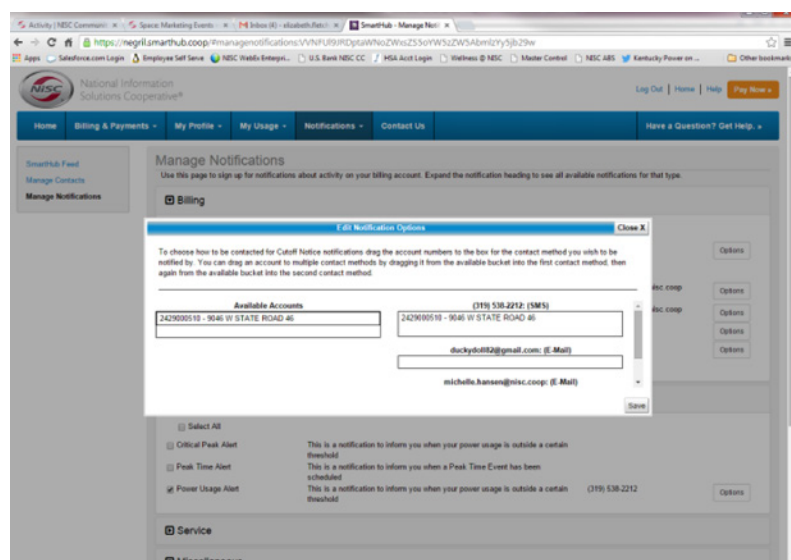 Activity | NISC Communi
Space: Marketing Events
Inbox (4) - elizabeth.fletch
SmartHub - Manage Noti
https://negril.smarthub.coop/#managenotifications:
Apps Salesforce.com Login Employee Self Serve NISC WebEx Enterpri... U.S. Bank NISC CC HSA Acct Login Wellness @ NISC Master Control NISC ABS Kentucky Power on ... Other bookmarks
NISC National Information
Solutions Cooperative®
Log Out | Home | Help Pay Now »
Home Billing & Payments My Profile My Usage Notifications Contact Us Have a Question? Get Help. »
SmartHub Feed
Manage Contacts
Manage Notifications
Manage Notifications
Use this page to sign up for notifications about activity on your billing account. Expand the notification heading to see all available notifications for that type.
Billing
Edit Notification Options Close X
To choose how to be contacted for Cutoff Notice notifications drag the account numbers to the box for the contact method you wish to be
notified by. You can drag an account to multiple contact methods by dragging it from the available bucket into the first contact method, then
again from the available bucket into the second contact method.
Available Accounts
2429000510 - 9046 W STATE ROAD 46
(319) 538-2212: (SMS)
2429000510 - 9046 W STATE ROAD 46
duckydoll82@gmail.com: (E-Mail)
michelle.hansen@nisc.coop: (E-Mail)
Save
Options
isc.coop Options
isc.coop Options
Options
Options
Select All
Critical Peak Alert This is a notification to inform you when your power usage is outside a certain
threshold
Peak Time Alert This is a notification to inform you when a Peak Time Event has been
scheduled
Power Usage Alert This is a notification to inform you when your power usage is outside a certain (319) 538-2212 Options
threshold
Service
Miscellaneous